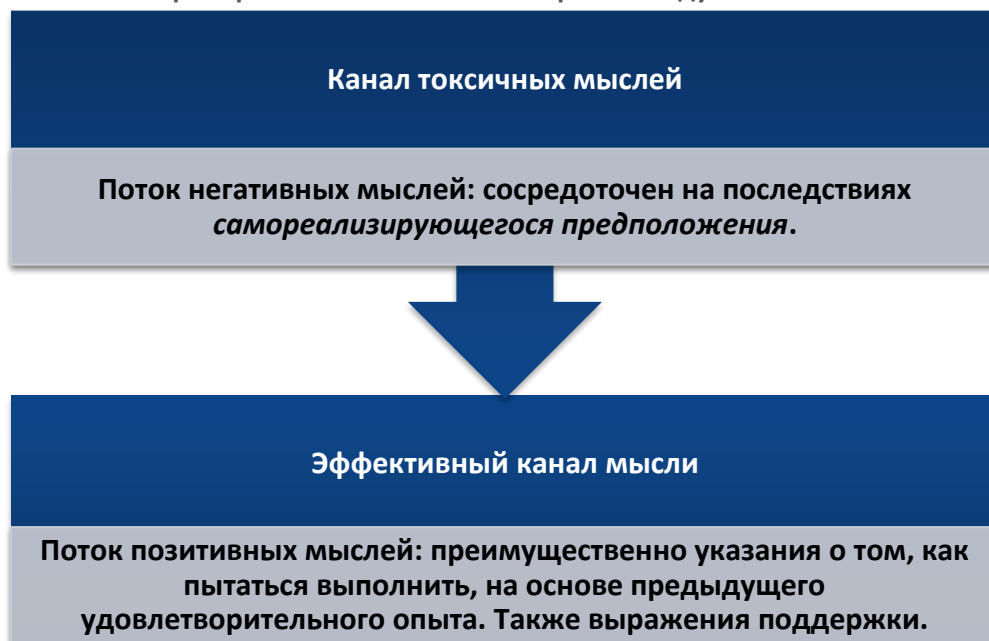 Канал токсичных мыслей
Поток негативных мыслей: сосредоточен на последствиях
самореализирующегося предположения.
Эффективный канал мысли
Поток позитивных мыслей: преимущественно указания о том, как
пытаться выполнить, на основе предыдущего
удовлетворительного опыта. Также выражения поддержки.